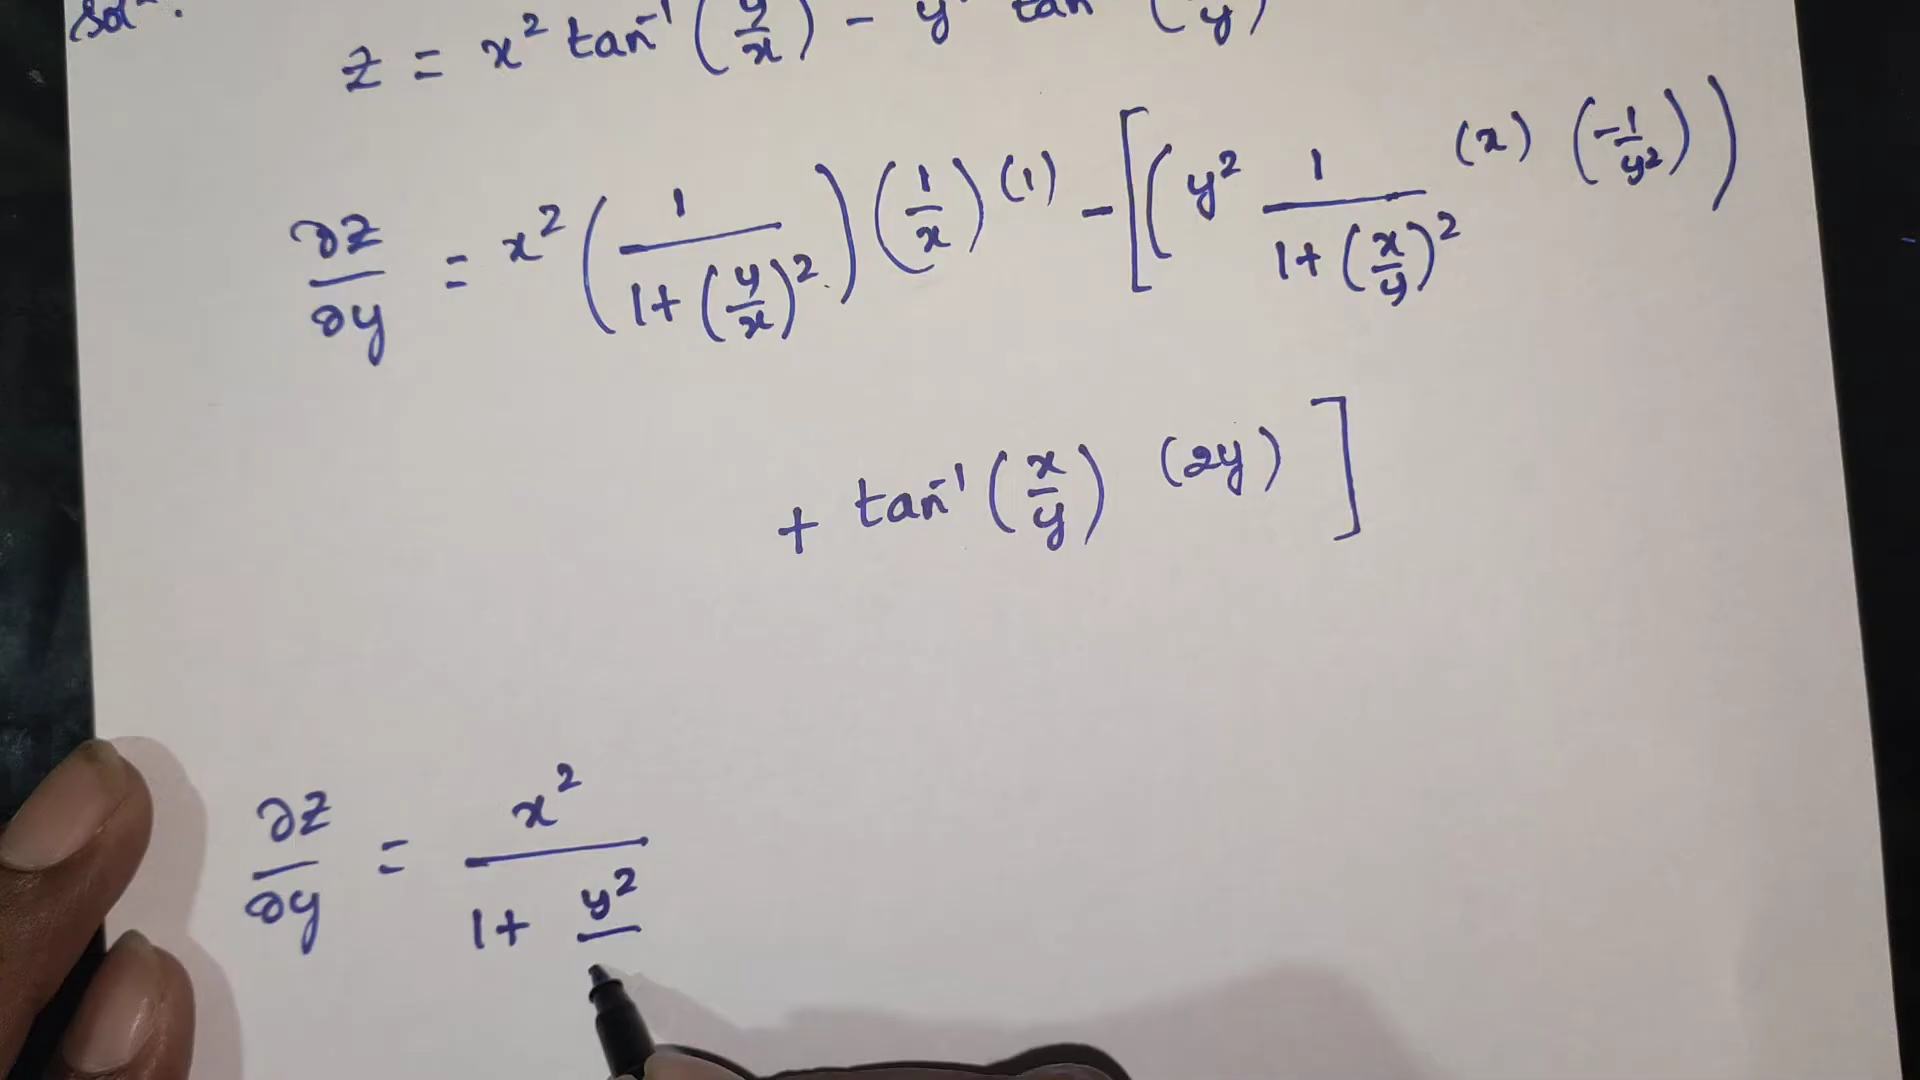 Sol
z = x² tan⁻¹ (y/x) - y² tan⁻¹ (x/y)
∂z/∂y = x² (1/(1+(y/x)²)) (1/x) (1) - [(y² 1/(1+(x/y)²) (x) (-1/y²))
+ tan⁻¹ (x/y) (2y)]
∂z/∂y = x²/(1+ y²/